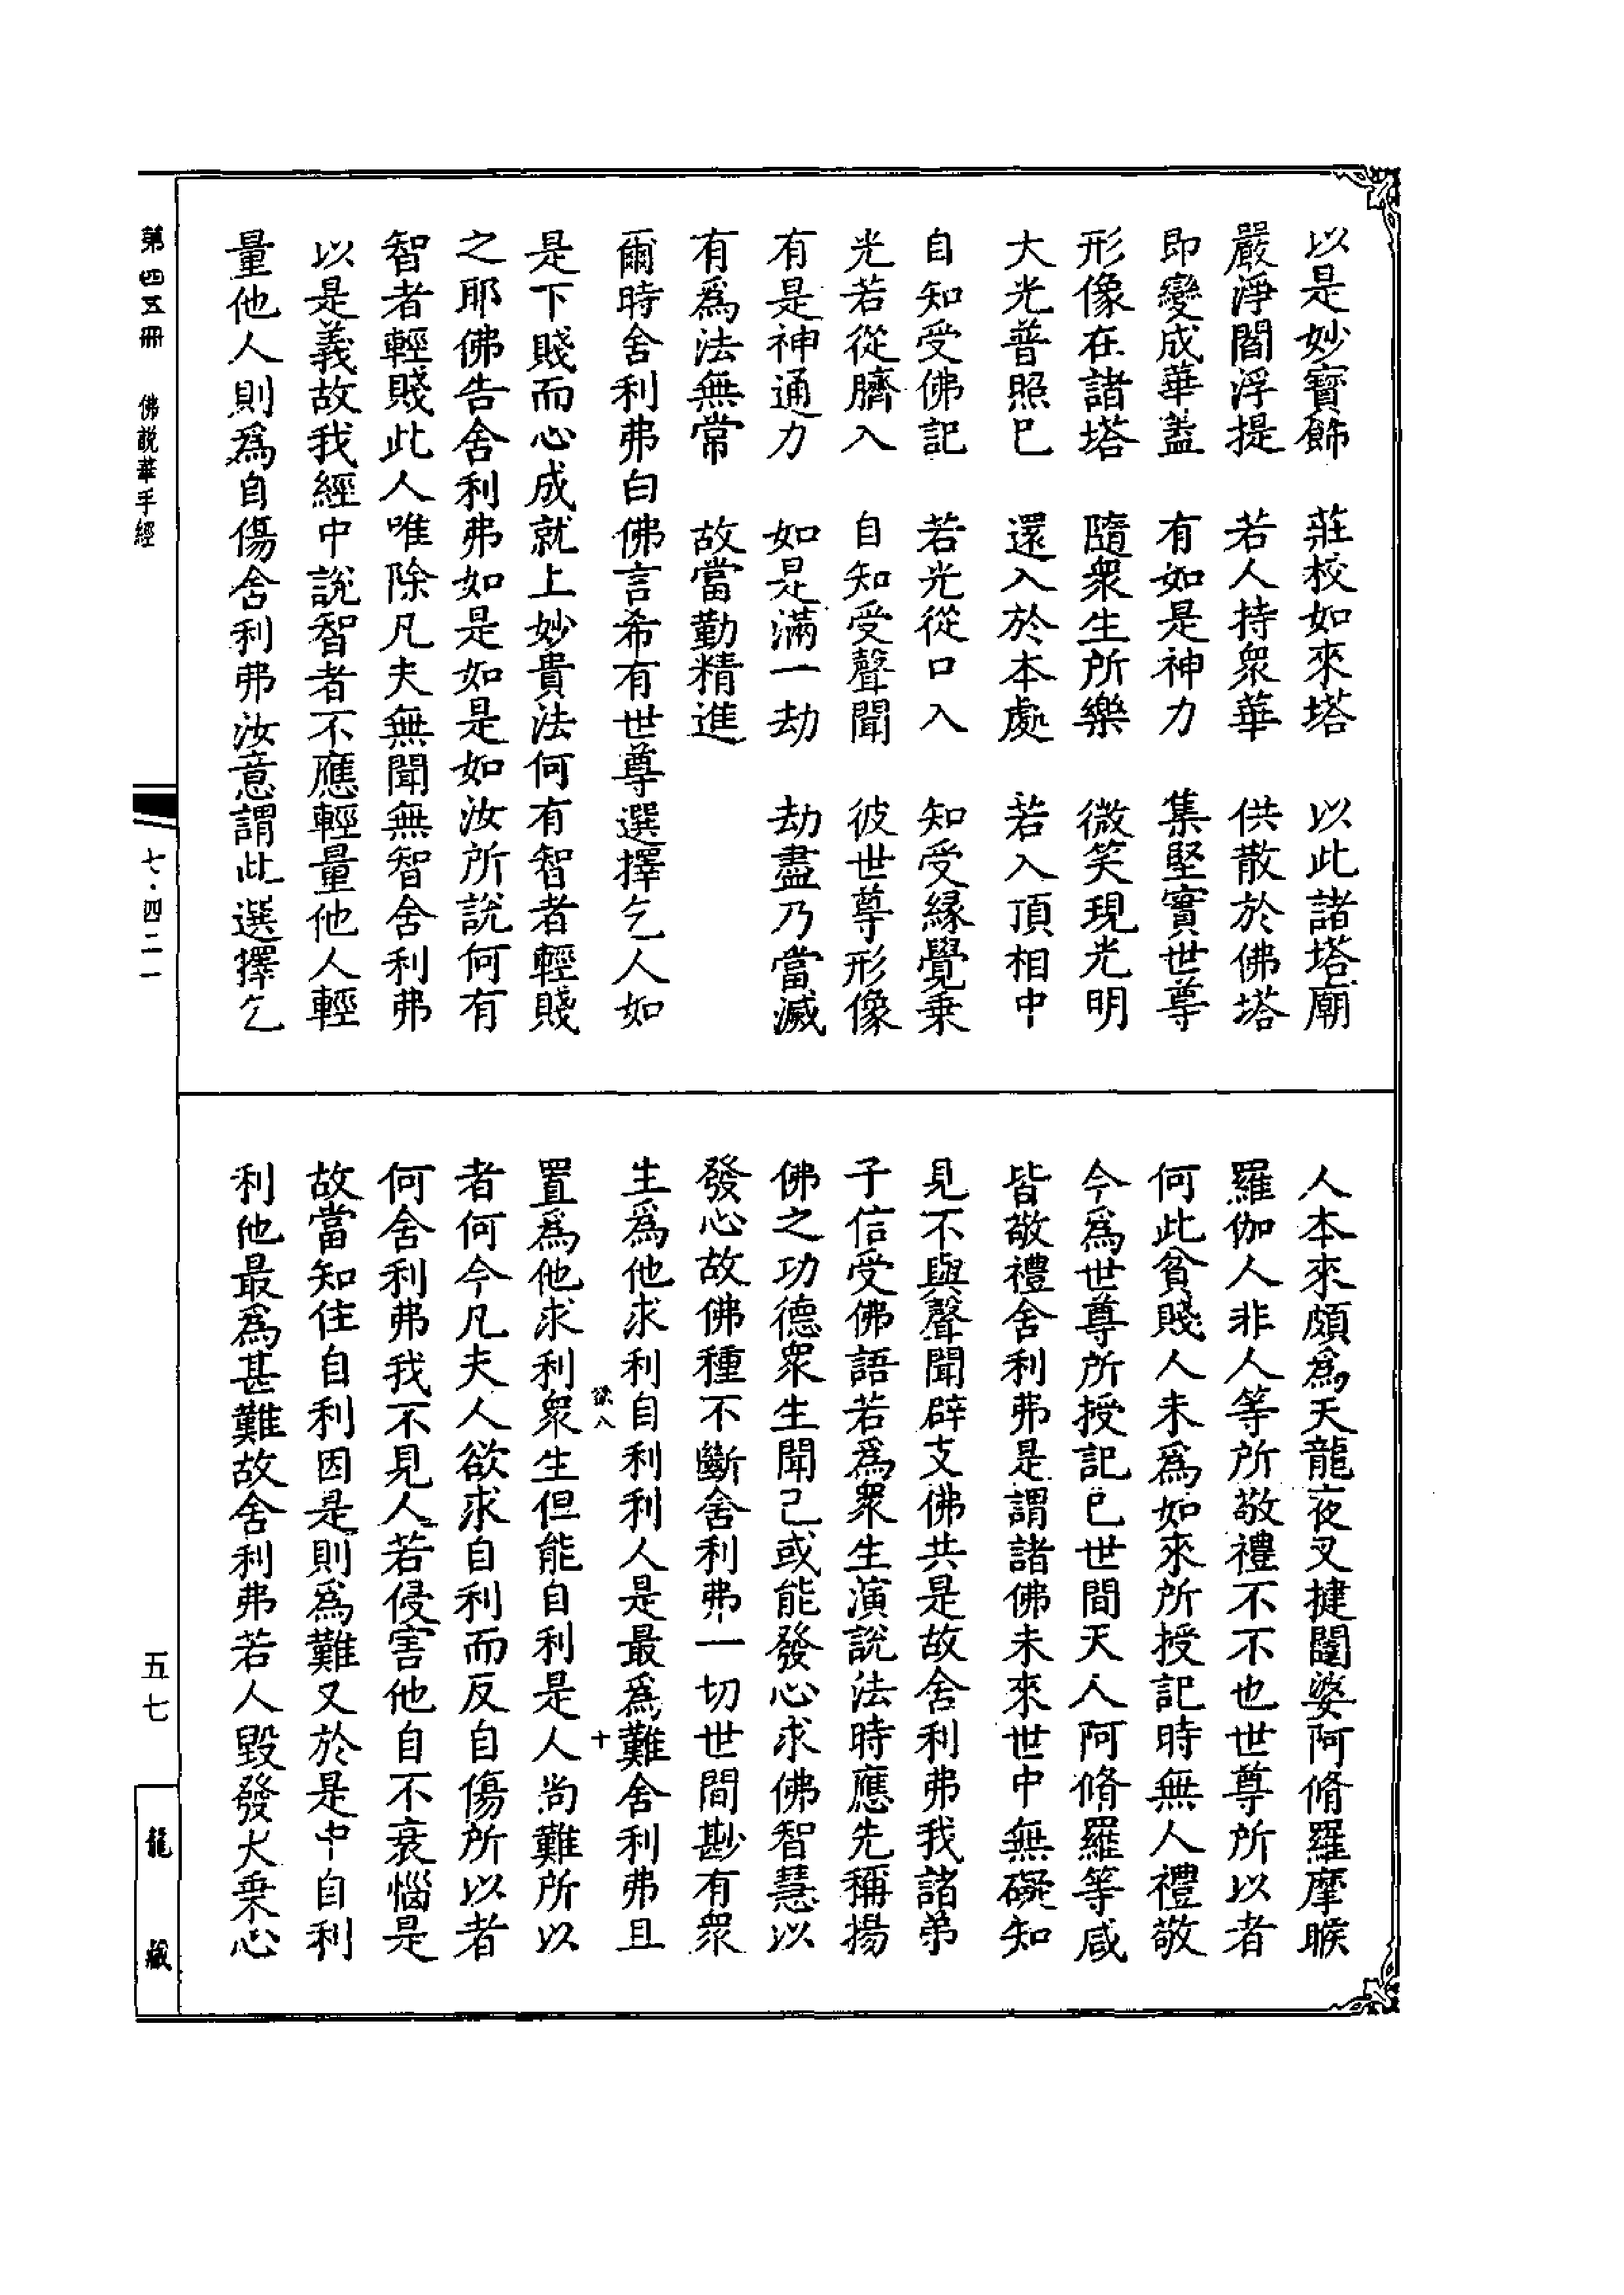 以是妙寶飾　莊校如來塔　以此諸塔廟
嚴淨閻浮提　若人持衆華　供散於佛塔
即變成華蓋　有如是神力　集堅實世尊
形像在諸塔　隨衆生所樂　微笑現光明
大光普照已　還入於本處　若入頂相中
自知受佛記　若光從口入　知受縁覺乗
光若從臍入　自知受聲聞　彼世尊形像
有是神通力　如是滿一劫　劫盡乃當滅
有爲法無常　故當勤精進
爾時舍利弗白佛言希有世尊選擇乞人如
是下賤而心成就上妙貴法何有智者輕賤
之耶佛告舍利弗如是如是如汝所説何有
智者輕賤此人唯除凡夫無聞無智舍利弗
以是義故我經中説智者不應輕量他人輕
量他人則爲自傷舍利弗汝意謂此選擇乞
人本來頗爲天龍夜叉揵闥婆阿脩羅摩睺
羅伽人非人等所敬禮不不也世尊所以者
何此貧賤人未爲如來所授記時無人禮敬
今爲世尊所授記已世間天人阿脩羅等咸
皆敬禮舍利弗是謂諸佛未來世中無礙知
見不與聲聞辟支佛共是故舍利弗我諸弟
子信受佛語若爲衆生演説法時應先稱揚
佛之功德衆生聞已或能發心求佛智慧以
發心故佛種不斷舍利弗一切世間尠有衆
生爲他求利自利利人是最爲難舍利弗且
欲八
十
置爲他求利衆生但能自利是人尚難所以
者何今凡夫人欲求自利而反自傷所以者
何舍利弗我不見人若侵害他自不衰惱是
故當知住自利因是則爲難又於是中自利
利他最爲甚難故舍利弗若人毀發大乗心
第四五冊　佛説華手經
七·四二一
五七
龍藏